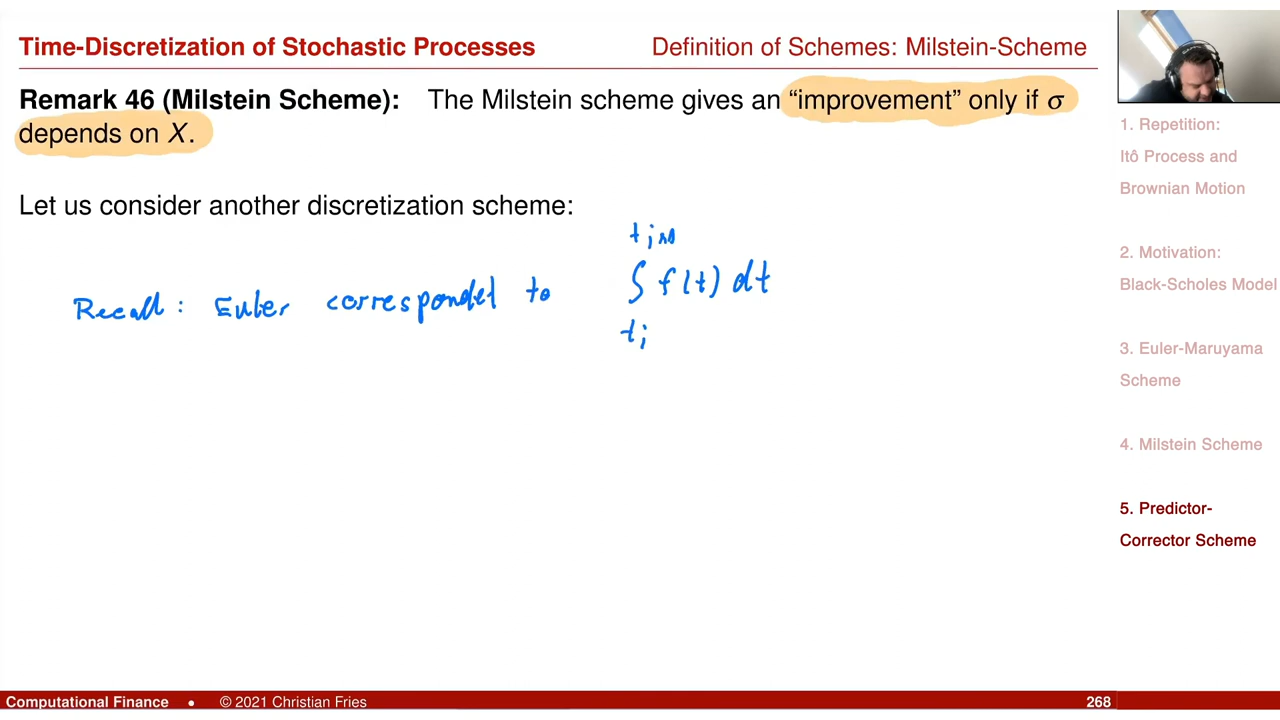 Time-Discretization of Stochastic Processes
Definition of Schemes: Milstein-Scheme
Remark 46 (Milstein Scheme): The Milstein scheme gives an “improvement” only if σ
depends on X.
Let us consider another discretization scheme:
Recall: Euler correspondet to ∫ f(t) dt
t_i
1. Repetition:
Itô Process and
Brownian Motion
2. Motivation:
Black-Scholes Model
3. Euler-Maruyama
Scheme
4. Milstein Scheme
5. Predictor-
Corrector Scheme
Computational Finance • © 2021 Christian Fries 268